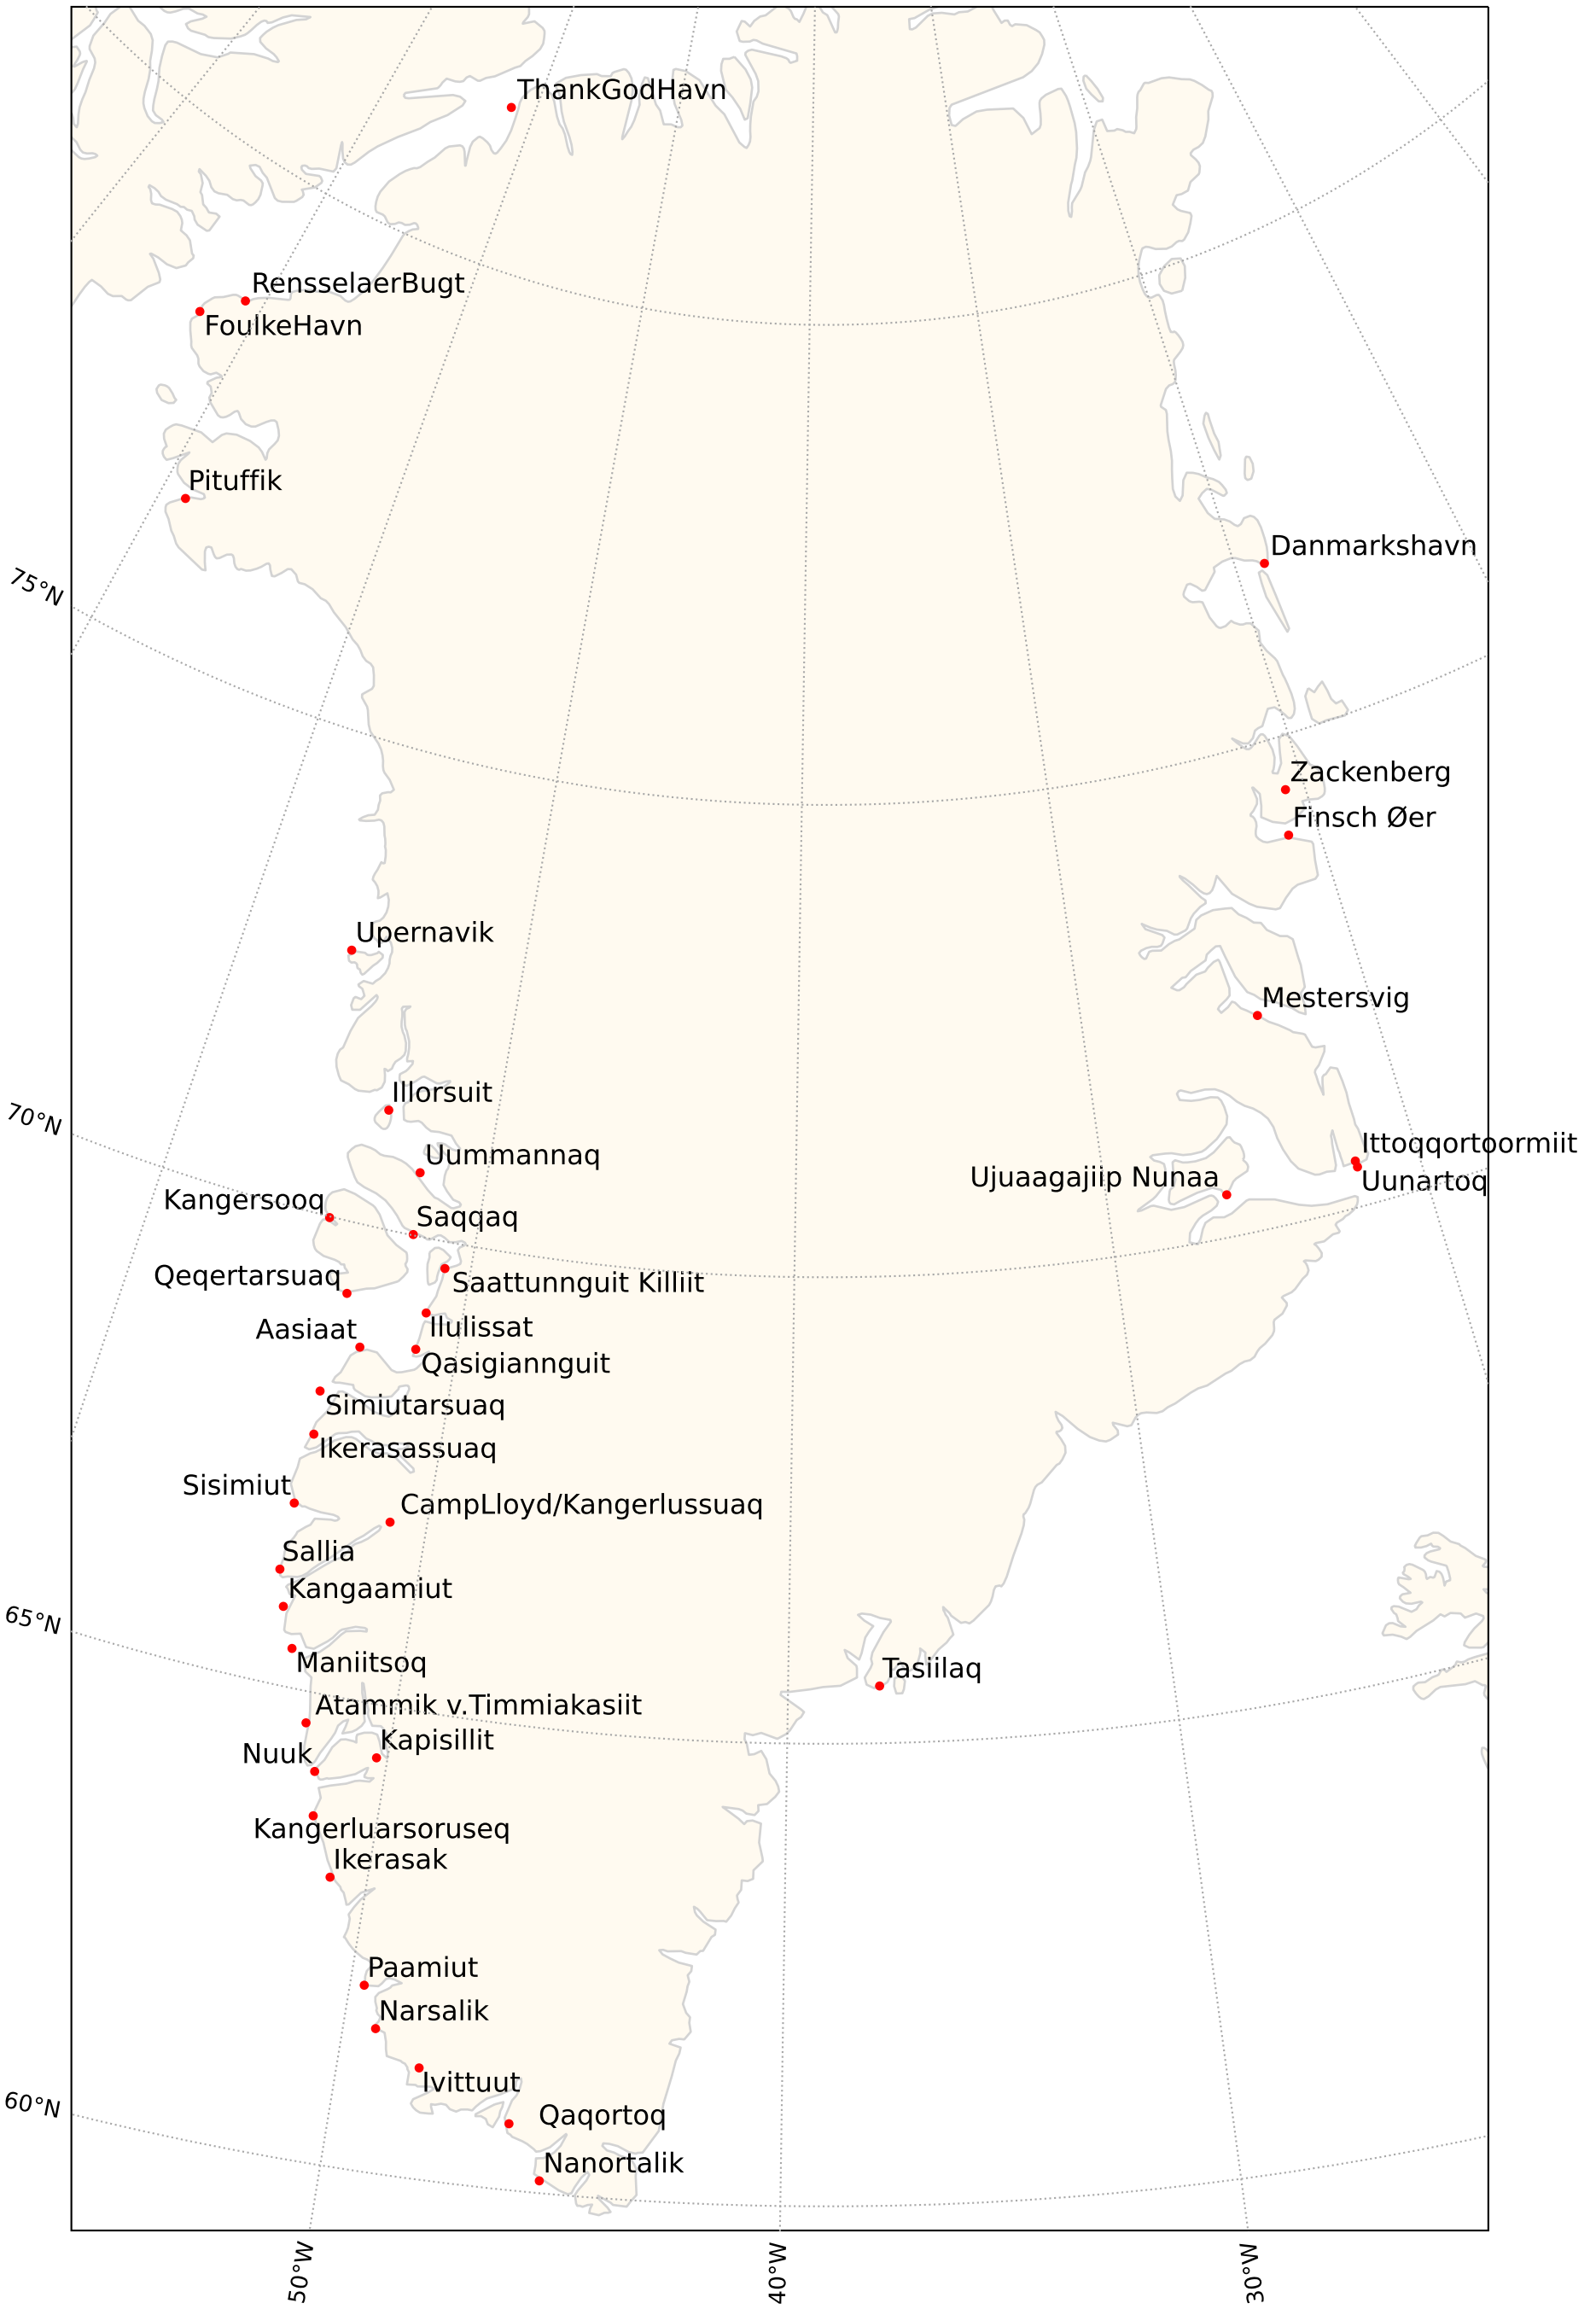 ThankGodHavn
RensselaerBugt
FoulkeHavn
Pituffik
Danmarkshavn
75°N
Zackenberg
Finsch Øer
Upernavik
Mestersvig
Illorsuit
70°N
Ittoqqortoormiit
Uummannaq
Ujuaagajiip Nunaa
Uunartoq
Kangersooq
Saqqaq
Qeqertarsuaq
Saattunnguit Killiit
Ilulissat
Aasiaat
Qasigiannguit
Simiutarsuaq
Ikerasassuaq
Sisimiut
CampLloyd/Kangerlussuaq
Sallia
Kangaamiut
65°N
Maniitsoq
Tasiilaq
Atammik v.Timmiakasiit
Kapisillit
Nuuk
Kangerluarsoruseq
Ikerasak
Paamiut
Narsalik
Ivittuut
60°N
Qaqortoq
Nanortalik
50°W
40°W
30°W